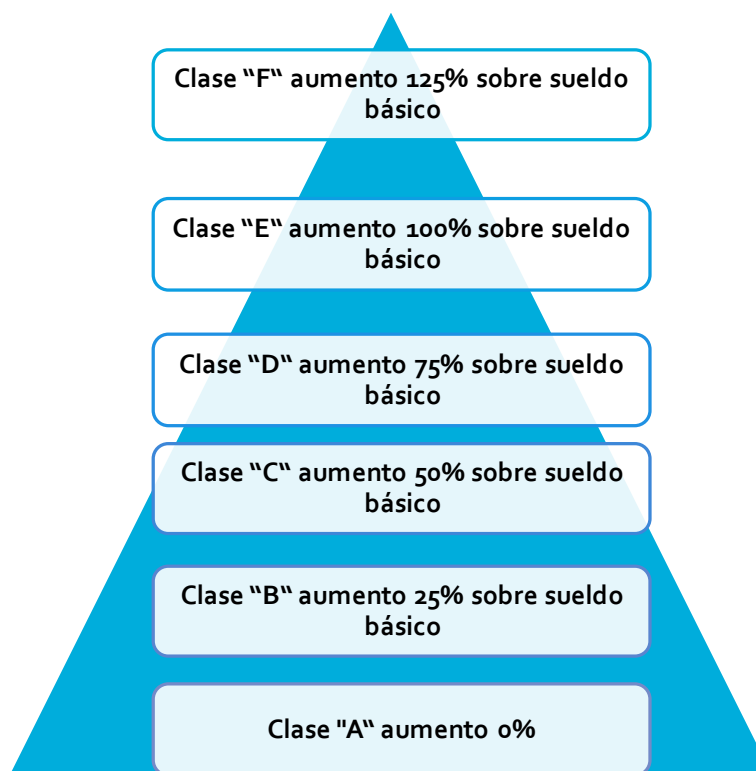 Clase “F“ aumento 125% sobre sueldo
básico
Clase “E“ aumento 100% sobre sueldo
básico
Clase “D“ aumento 75% sobre sueldo
básico
Clase “C“ aumento 50% sobre sueldo
básico
Clase “B“ aumento 25% sobre sueldo
básico
Clase "A“ aumento 0%